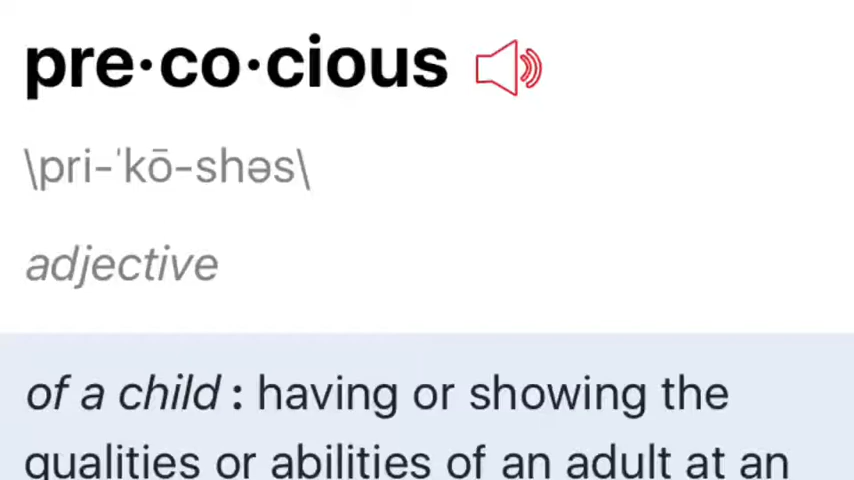 pre·co·cious
\pri-ˈkō-shəs\
adjective
of a child : having or showing the
qualities or abilities of an adult at an